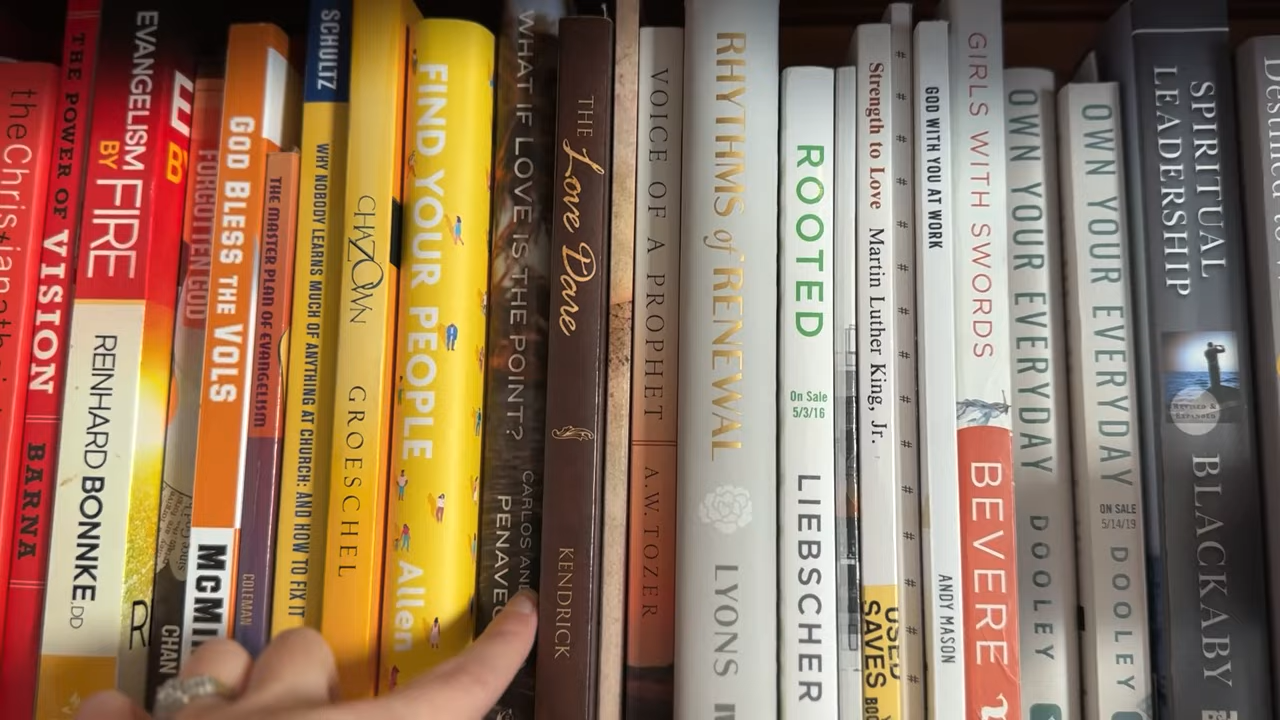 theChristianath
THE POWER OF VISION
BARNA
EVANGELISM
BY FIRE
REINHARD BONNKE.DD
FORGOTTEN GOD
CHAN
GOD BLESS THE VOLS
THE MASTER PLAN OF EVANGELISM
COLEMAN
SCHULTZ
WHY NOBODY LEARNS MUCH OF ANYTHING AT CHURCH: AND HOW TO FIX IT
CHAZOWN
GROESCHEL
FIND YOUR PEOPLE
Allen
WHAT IF LOVE IS THE POINT?
CARLOS AND
THE Love Dare
KENDRICK
VOICE OF A PROPHET
A.W. TOZER
RHYTHMS of RENEWAL
LYONS
ROOTED
On Sale
5/3/16
LIEBSCHER
Strength to Love
Martin Luther King, Jr.
USED
SAVES
# # # # # # # # # # #
GOD WITH YOU AT WORK
ANDY MASON
GIRLS WITH SWORDS
BEVERE
OWN YOUR EVERYDAY
DOOLEY
OWN YOUR EVERYDAY
ON SALE
5/14/19
DOOLEY
SPIRITUAL
LEADERSHIP
BLACKABY